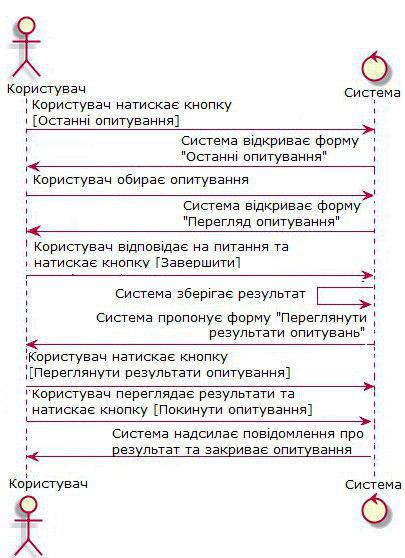 Користувач
Система
Користувач натискає кнопку
[Останні опитування]
Система відкриває форму
"Останні опитування"
Користувач обирає опитування
Система відкриває форму
"Перегляд опитування"
Користувач відповідає на питання та
натискає кнопку [Завершити]
Система зберігає результат
Система пропонує форму "Переглянути
результати опитувань"
Користувач натискає кнопку
[Переглянути результати опитування]
Користувач переглядає результати та
натискає кнопку [Покинути опитування]
Система надсилає повідомлення про
результат та закриває опитування
Користувач
Система